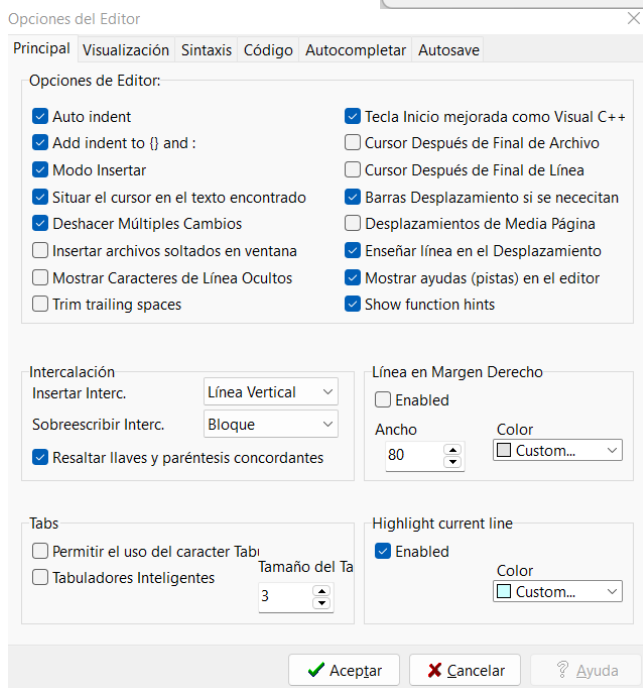 Opciones del Editor
Principal Visualización Sintaxis Código Autocompletar Autosave
Opciones de Editor:
Auto indent
Add indent to {} and :
Modo Insertar
Situar el cursor en el texto encontrado
Deshacer Múltiples Cambios
Insertar archivos soltados en ventana
Mostrar Caracteres de Línea Ocultos
Trim trailing spaces
Tecla Inicio mejorada como Visual C++
Cursor Después de Final de Archivo
Cursor Después de Final de Línea
Barras Desplazamiento si se nececitan
Desplazamientos de Media Página
Enseñar línea en el Desplazamiento
Mostrar ayudas (pistas) en el editor
Show function hints
Intercalación
Insertar Interc. Línea Vertical
Sobreescribir Interc. Bloque
Resaltar llaves y paréntesis concordantes
Línea en Margen Derecho
Enabled
Ancho Color
80 Custom...
Tabs
Permitir el uso del caracter Tabu
Tabuladores Inteligentes
Tamaño del Ta
3
Highlight current line
Enabled
Color
Custom...
Aceptar Cancelar Ayuda